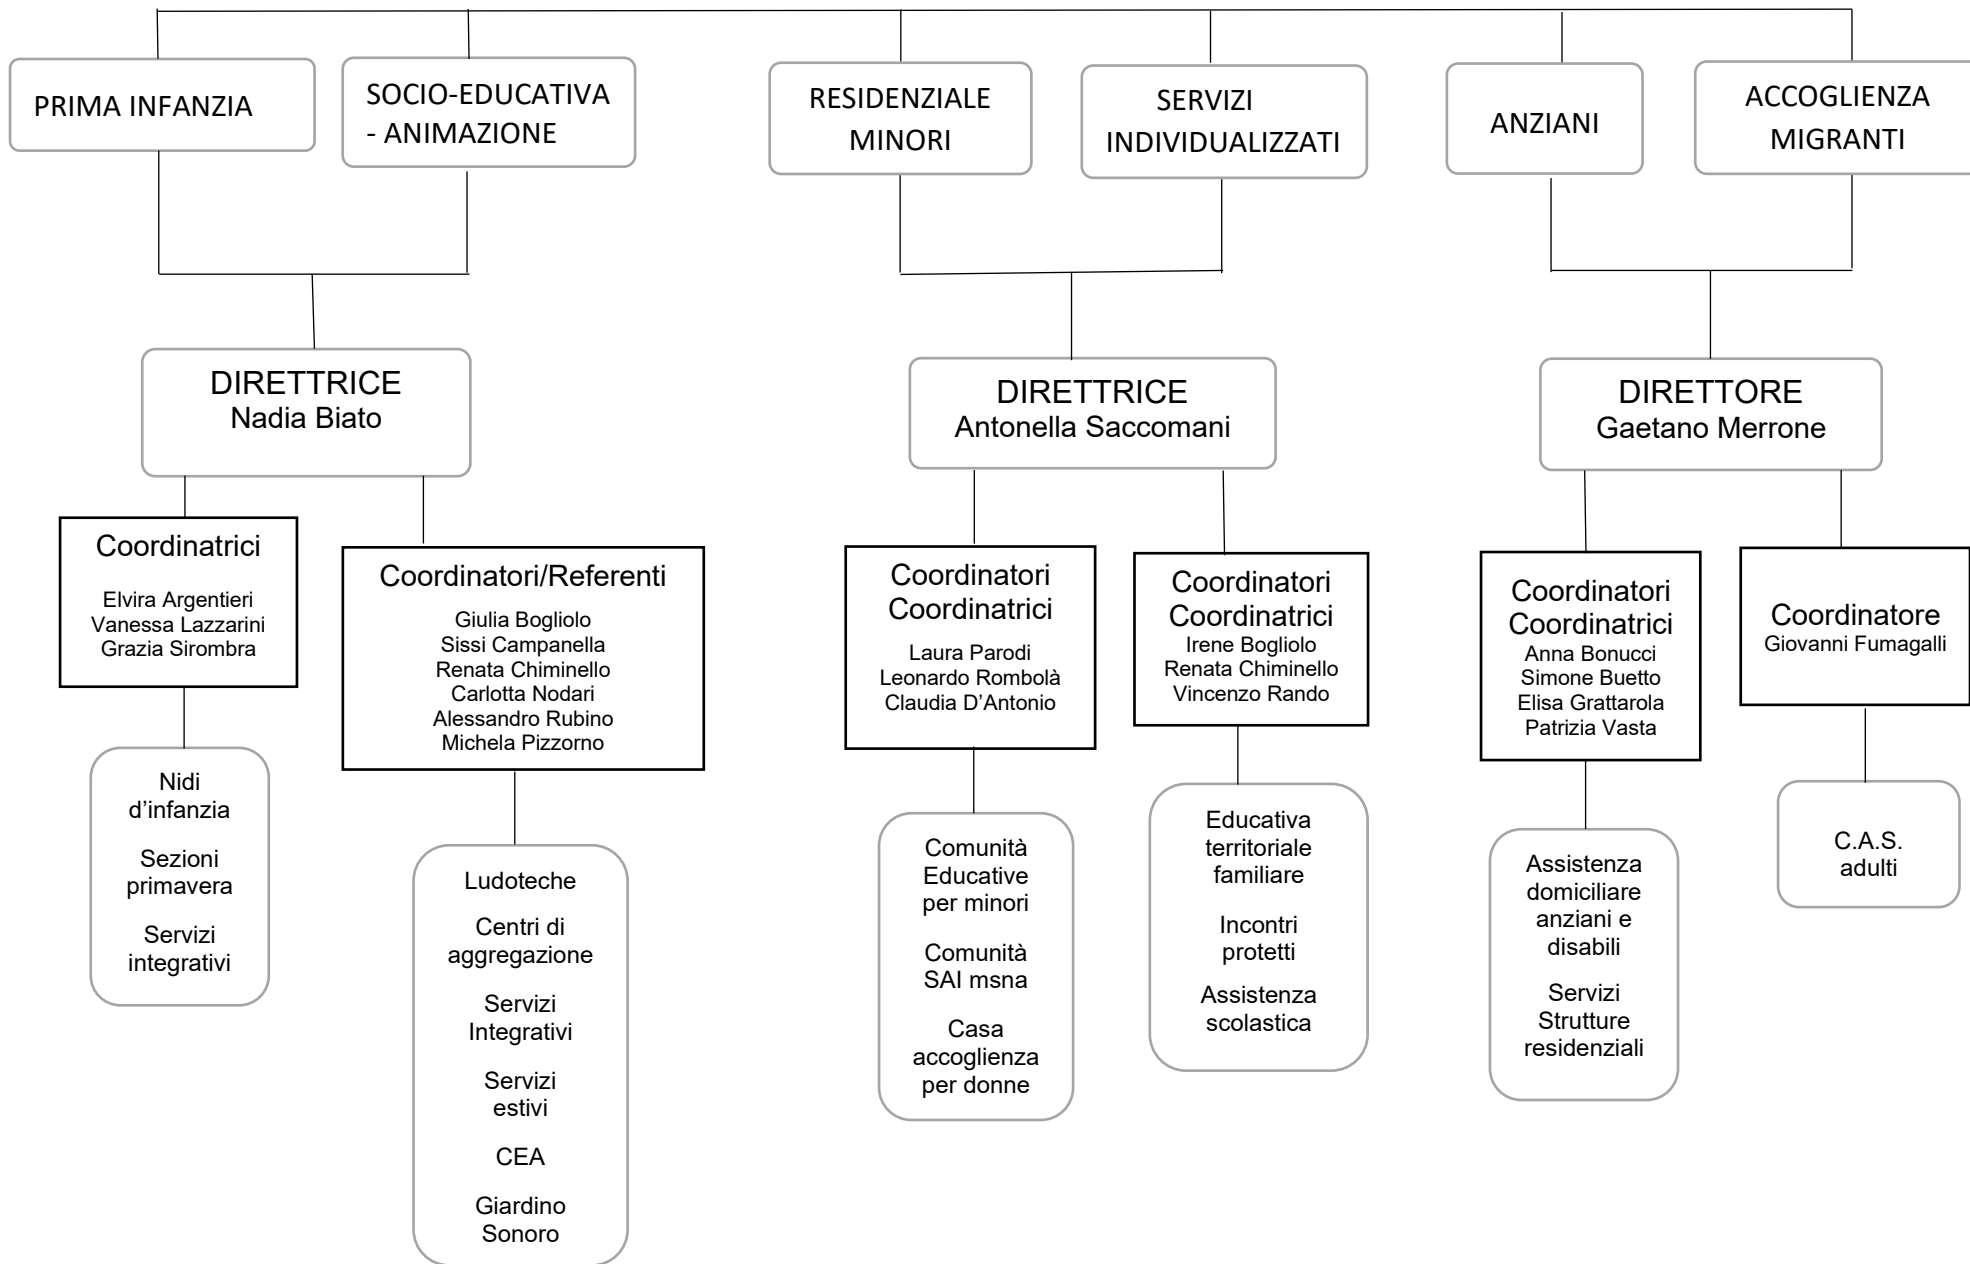 PRIMA INFANZIA
SOCIO-EDUCATIVA
- ANIMAZIONE
RESIDENZIALE
MINORI
SERVIZI
INDIVIDUALIZZATI
ANZIANI
ACCOGLIENZA
MIGRANTI
DIRETTRICE
Nadia Biato
DIRETTRICE
Antonella Saccomani
DIRETTORE
Gaetano Merrone
Coordinatrici
Elvira Argentieri
Vanessa Lazzarini
Grazia Sirombra
Coordinatori/Referenti
Giulia Bogliolo
Sissi Campanella
Renata Chiminello
Carlotta Nodari
Alessandro Rubino
Michela Pizzorno
Coordinatori
Coordinatrici
Laura Parodi
Leonardo Rombolà
Claudia D’Antonio
Coordinatori
Coordinatrici
Irene Bogliolo
Renata Chiminello
Vincenzo Rando
Coordinatori
Coordinatrici
Anna Bonucci
Simone Buetto
Elisa Grattarola
Patrizia Vasta
Coordinatore
Giovanni Fumagalli
Nidi
d’infanzia
Sezioni
primavera
Servizi
integrativi
Ludoteche
Centri di
aggregazione
Servizi
Integrativi
Servizi
estivi
CEA
Giardino
Sonoro
Comunità
Educative
per minori
Comunità
SAI msna
Casa
accoglienza
per donne
Educativa
territoriale
familiare
Incontri
protetti
Assistenza
scolastica
Assistenza
domiciliare
anziani e
disabili
Servizi
Strutture
residenziali
C.A.S.
adulti